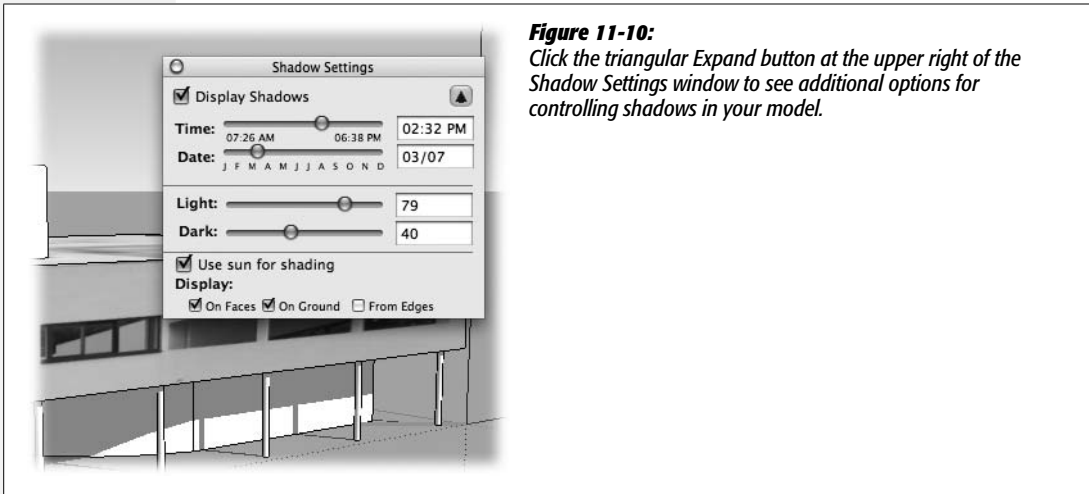 Figure 11-10:
Click the triangular Expand button at the upper right of the
Shadow Settings window to see additional options for
controlling shadows in your model.
Shadow Settings
Display Shadows
Time: 07:26 AM 06:38 PM 02:32 PM
Date: J F M A M J J A S O N D 03/07
Light: 79
Dark: 40
Use sun for shading
Display:
On Faces On Ground From Edges